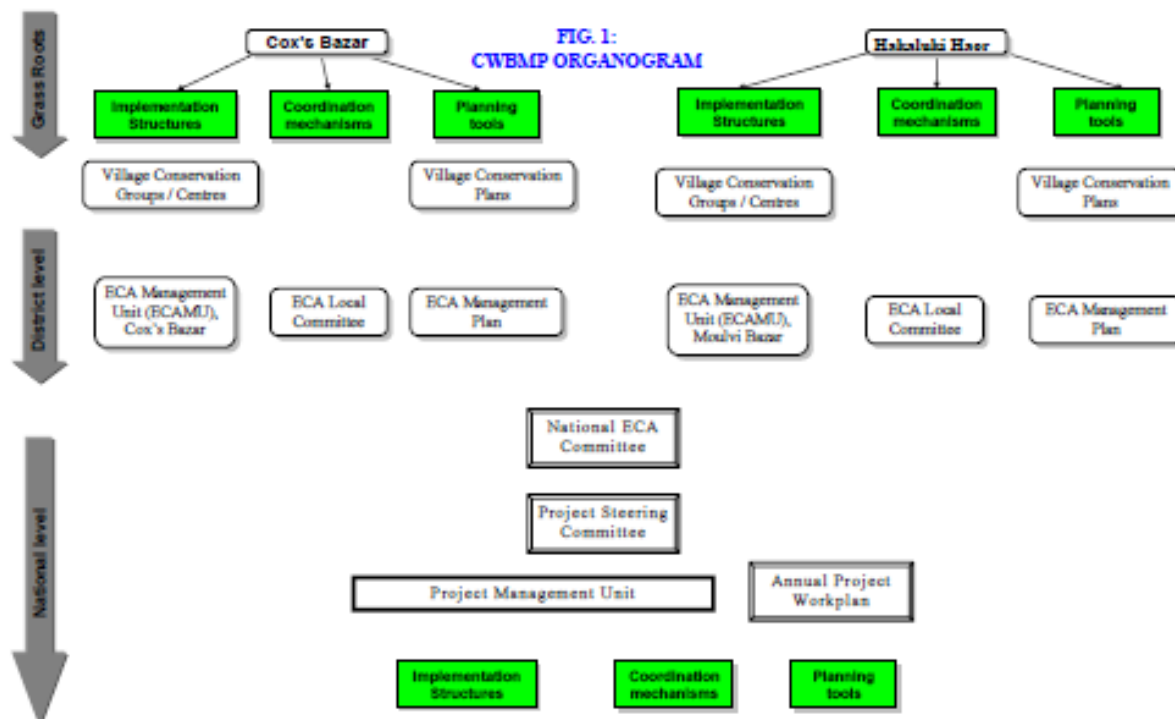 Grass Roots
Cox's Bazar
FIG. 1:
CWBMP ORGANOGRAM
Hakaluki Haor
Implementation
Structures
Coordination
mechanisms
Planning
tools
Implementation
Structures
Coordination
mechanisms
Planning
tools
Village Conservation
Groups / Centres
Village Conservation
Plans
Village Conservation
Groups / Centres
Village Conservation
Plans
District level
ECA Management
Unit (ECAMU),
Cox's Bazar
ECA Local
Committee
ECA Management
Plan
ECA Management
Unit (ECAMU),
Moulvi Bazar
ECA Local
Committee
ECA Management
Plan
National level
National ECA
Committee
Project Steering
Committee
Project Management Unit
Annual Project
Workplan
Implementation
Structures
Coordination
mechanisms
Planning
tools